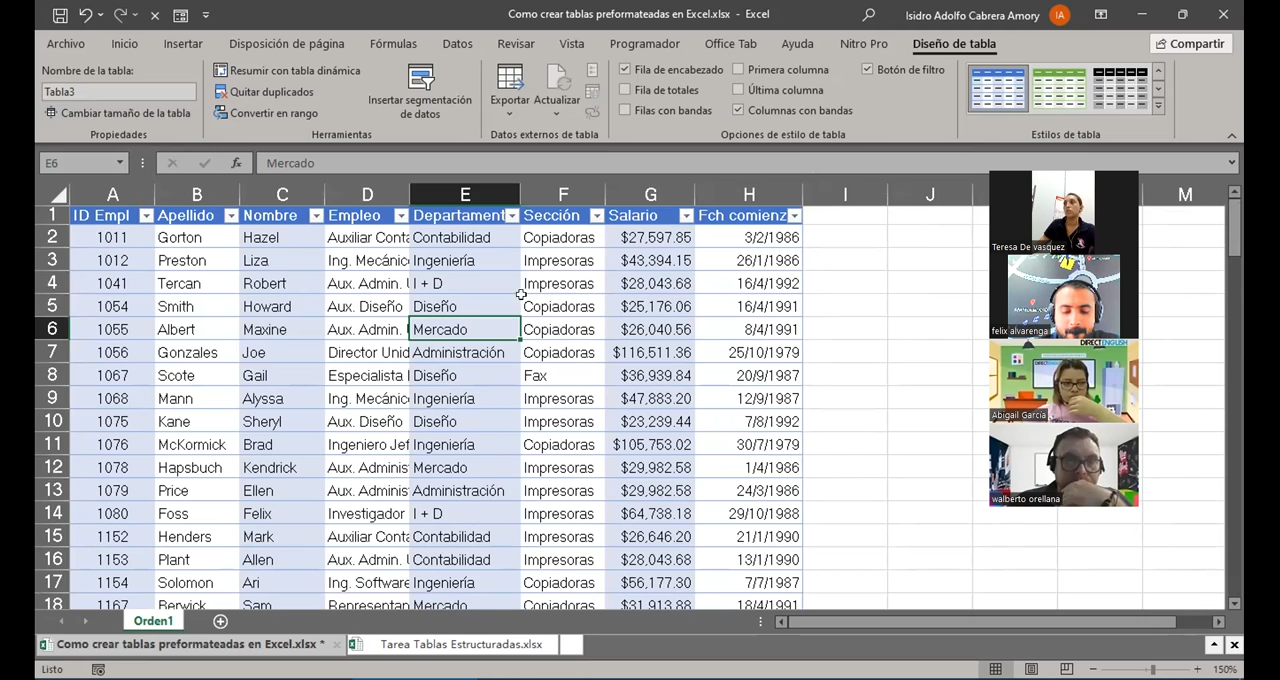 Como crear tablas preformateadas en Excel.xlsx - Excel
Isidro Adolfo Cabrera Amory IA
Archivo Inicio Insertar Disposición de página Fórmulas Datos Revisar Vista Programador Office Tab Ayuda Nitro Pro Diseño de tabla Compartir
Nombre de la tabla:
Tabla3
Cambiar tamaño de la tabla
Propiedades
Resumir con tabla dinámica
Quitar duplicados
Convertir en rango
Insertar segmentación
de datos
Herramientas
Exportar Actualizar
Datos externos de tabla
Fila de encabezado Primera columna Botón de filtro
Fila de totales Última columna
Filas con bandas Columnas con bandas
Opciones de estilo de tabla
Estilos de tabla
E6 fx Mercado
A B C D E F G H I J M
1 ID Empl Apellido Nombre Empleo Departament Sección Salario Fch comienz
2 1011 Gorton Hazel Auxiliar Conta Contabilidad Copiadoras $27,597.85 3/2/1986
3 1012 Preston Liza Ing. Mecánic Ingeniería Impresoras $43,394.15 26/1/1986
4 1041 Tercan Robert Aux. Admin. I + D Impresoras $28,043.68 16/4/1992
5 1054 Smith Howard Aux. Diseño Diseño Copiadoras $25,176.06 16/4/1991
6 1055 Albert Maxine Aux. Admin. Mercado Copiadoras $26,040.56 8/4/1991
7 1056 Gonzales Joe Director Unid Administración Copiadoras $116,511.36 25/10/1979
8 1067 Scote Gail Especialista Diseño Fax $36,939.84 20/9/1987
9 1068 Mann Alyssa Ing. Mecánic Ingeniería Copiadoras $47,883.20 12/9/1987
10 1075 Kane Sheryl Aux. Diseño Diseño Copiadoras $23,239.44 7/8/1992
11 1076 McKormick Brad Ingeniero Jef Ingeniería Copiadoras $105,753.02 30/7/1979
12 1078 Hapsbuch Kendrick Aux. Adminis Mercado Impresoras $29,982.58 1/4/1986
13 1079 Price Ellen Aux. Adminis Administración Impresoras $29,982.58 24/3/1986
14 1080 Foss Felix Investigador I + D Impresoras $64,738.18 29/10/1988
15 1152 Henders Mark Auxiliar Conta Contabilidad Impresoras $26,646.20 21/1/1990
16 1153 Plant Allen Aux. Admin. Contabilidad Impresoras $28,043.68 13/1/1990
17 1154 Solomon Ari Ing. Software Ingeniería Copiadoras $56,177.30 7/7/1987
18 1167 Berwick Sam Representan Mercado Copiadoras $31,913.88 18/4/1991
Teresa De vasquez
felix alvarenga
DIRECTENGLISH
Abigail García
walberto orellana
Orden1
Como crear tablas preformateadas en Excel.xlsx * Tarea Tablas Estructuradas.xlsx
Listo 150%